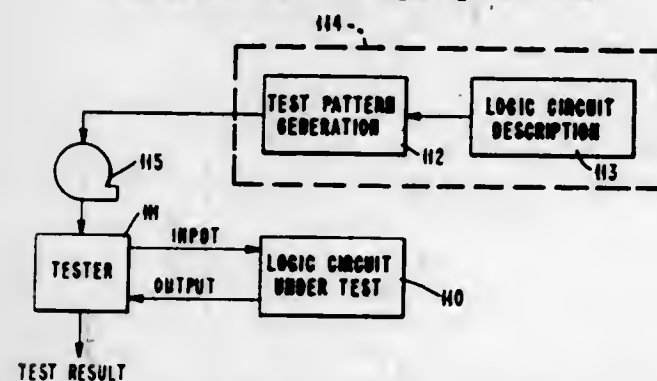 114
TEST PATTERN
GENERATION
LOGIC CIRCUIT
DESCRIPTION
112
113
115
111
INPUT
TESTER
LOGIC CIRCUIT
UNDER TEST
OUTPUT
110
TEST RESULT